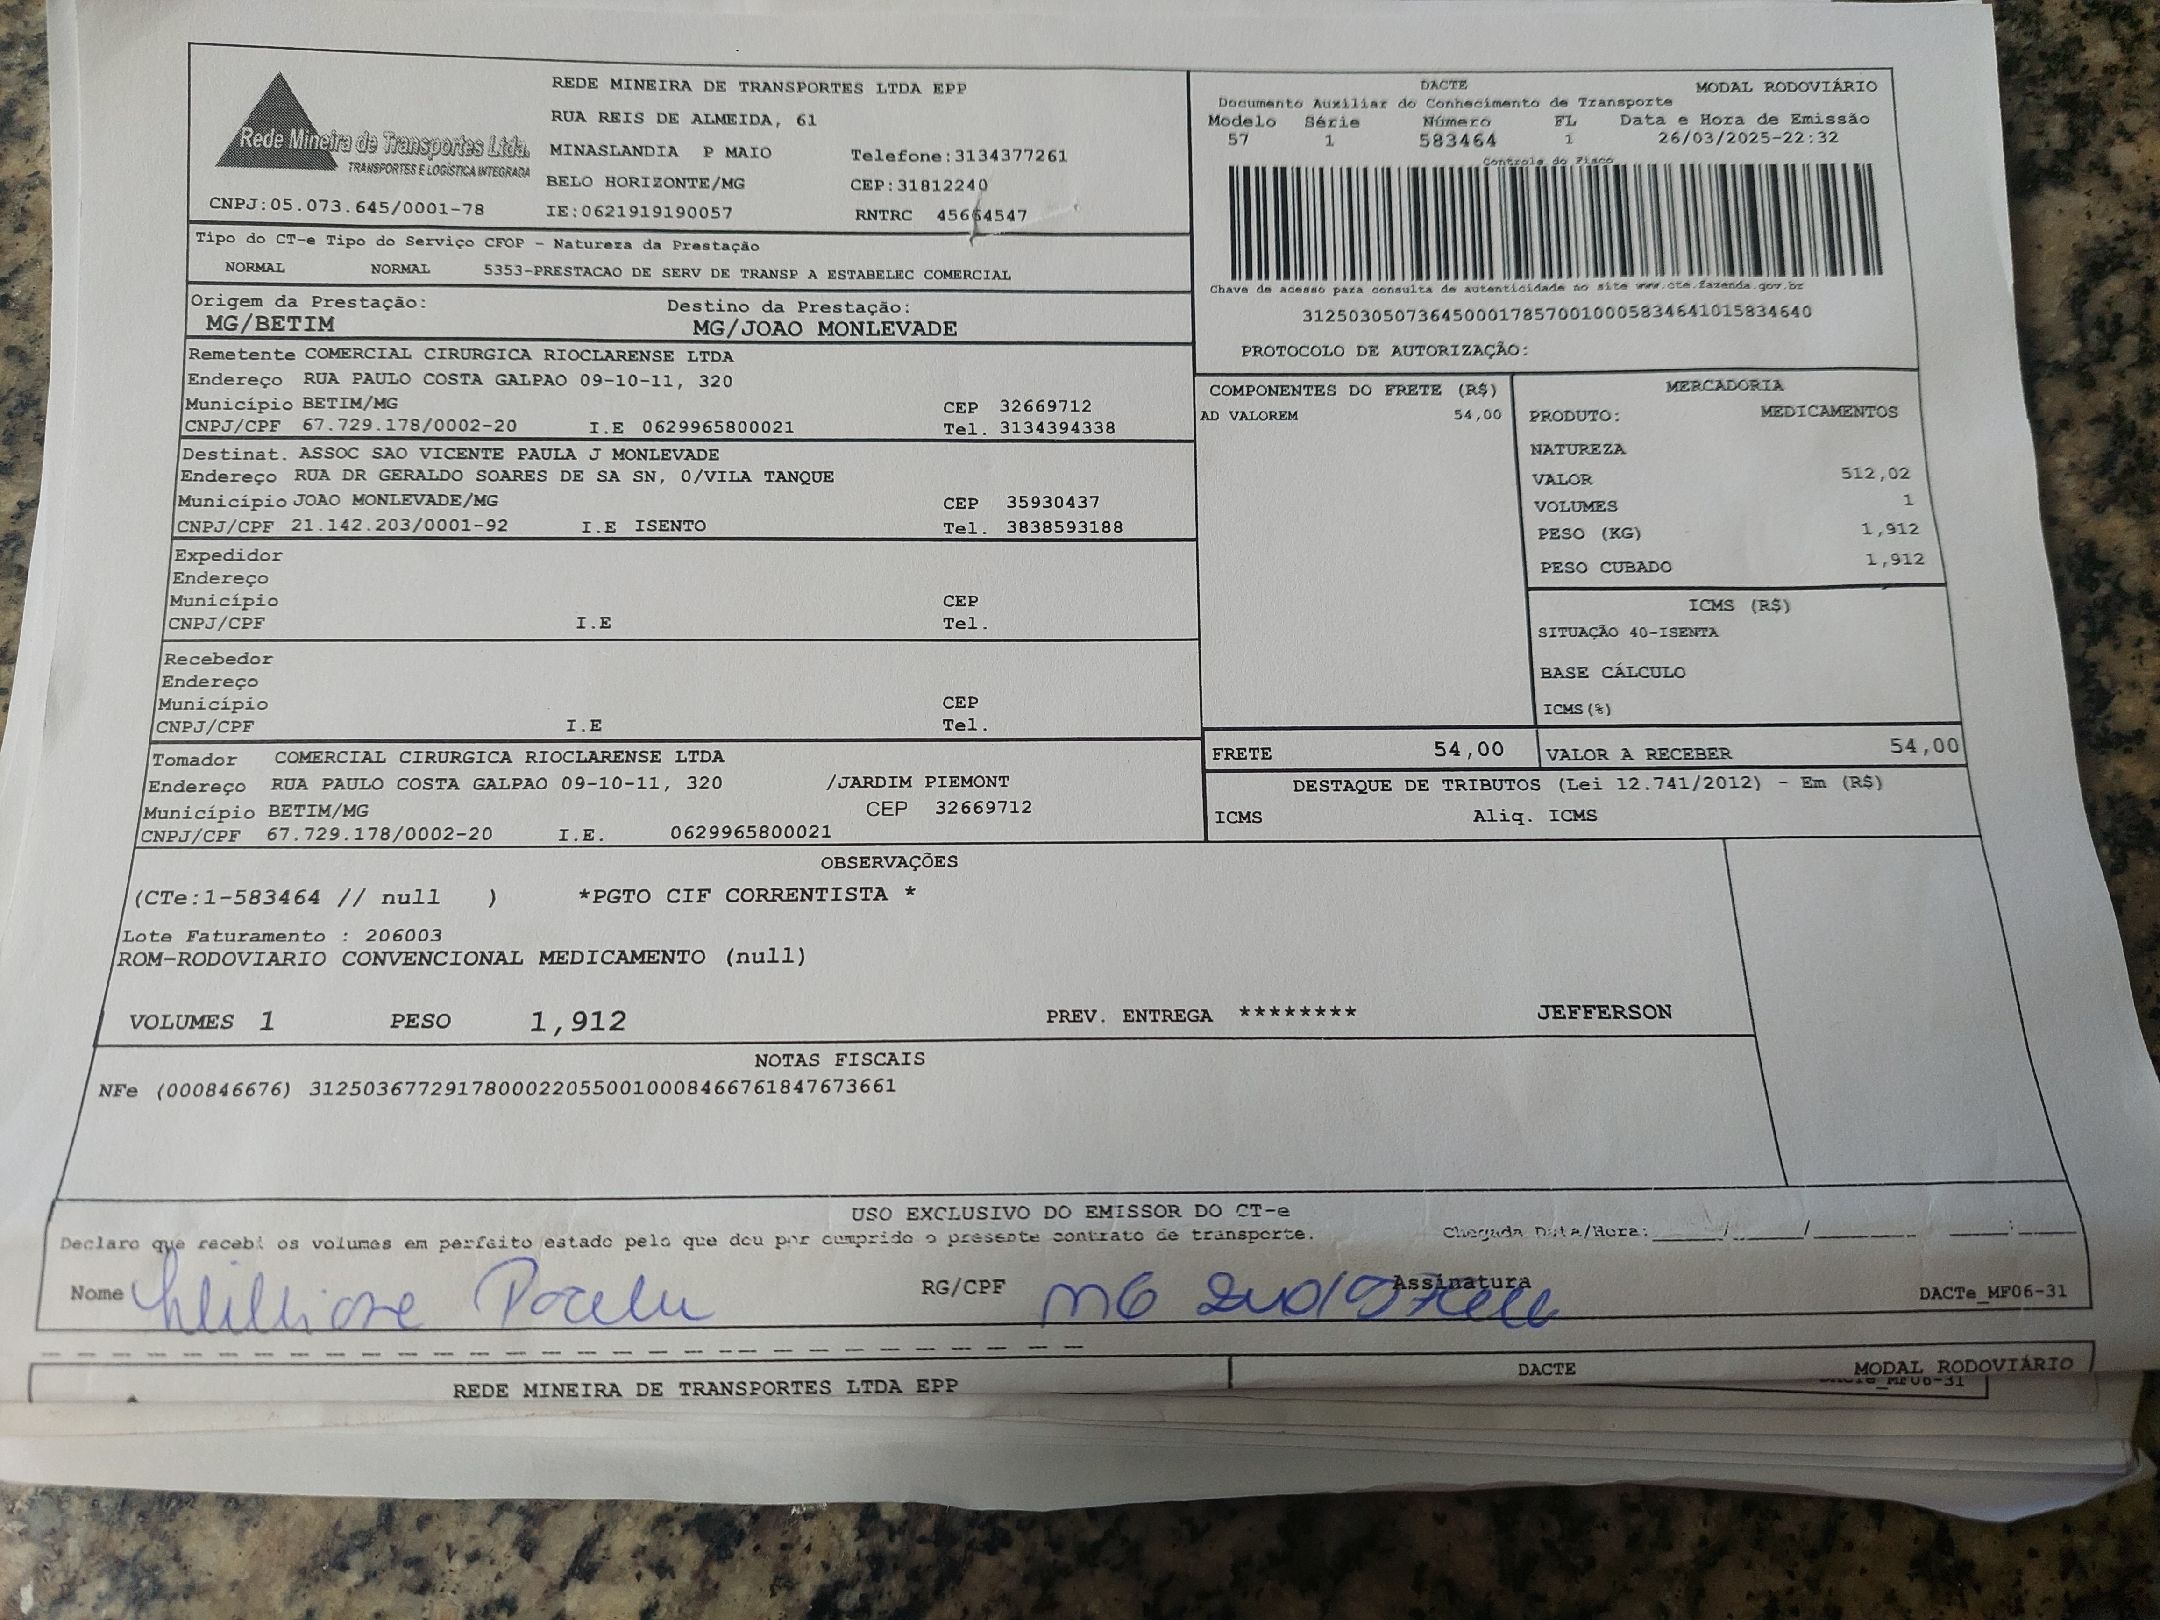 Rede Mineira de Transportes Ltda.
TRANSPORTES E LOGÍSTICA INTEGRADA
CNPJ:05.073.645/0001-78
REDE MINEIRA DE TRANSPORTES LTDA EPP
RUA REIS DE ALMEIDA, 61
MINASLANDIA P MAIO Telefone:3134377261
BELO HORIZONTE/MG CEP:31812240
IE:0621919190057 RNTRC 45664547
DACTE MODAL RODOVIÁRIO
Documento Auxiliar do Conhecimento de Transporte
Modelo Série Número FL Data e Hora de Emissão
57 1 583464 1 26/03/2025-22:32
Controle do Fisco
Chave de acesso para consulta de autenticidade no site www.cte.fazenda.gov.br
31250305073645000178570010005834641015834640
PROTOCOLO DE AUTORIZAÇÃO:
Tipo do CT-e Tipo do Serviço CFOP - Natureza da Prestação
NORMAL NORMAL 5353-PRESTACAO DE SERV DE TRANSP A ESTABELEC COMERCIAL
Origem da Prestação: Destino da Prestação:
MG/BETIM MG/JOAO MONLEVADE
Remetente COMERCIAL CIRURGICA RIOCLARENSE LTDA
Endereço RUA PAULO COSTA GALPAO 09-10-11, 320
Município BETIM/MG CEP 32669712
CNPJ/CPF 67.729.178/0002-20 I.E 0629965800021 Tel. 3134394338
Destinat. ASSOC SAO VICENTE PAULA J MONLEVADE
Endereço RUA DR GERALDO SOARES DE SA SN, 0/VILA TANQUE
Município JOAO MONLEVADE/MG CEP 35930437
CNPJ/CPF 21.142.203/0001-92 I.E ISENTO Tel. 3838593188
Expedidor
Endereço
Município CEP
CNPJ/CPF I.E Tel.
Recebedor
Endereço
Município CEP
CNPJ/CPF I.E Tel.
Tomador COMERCIAL CIRURGICA RIOCLARENSE LTDA
Endereço RUA PAULO COSTA GALPAO 09-10-11, 320 /JARDIM PIEMONT
Município BETIM/MG CEP 32669712
CNPJ/CPF 67.729.178/0002-20 I.E. 0629965800021
COMPONENTES DO FRETE (R$)
AD VALOREM 54,00
MERCADORIA
PRODUTO: MEDICAMENTOS
NATUREZA
VALOR 512,02
VOLUMES 1
PESO (KG) 1,912
PESO CUBADO 1,912
ICMS (R$)
SITUAÇÃO 40-ISENTA
BASE CÁLCULO
ICMS(%)
FRETE 54,00 VALOR A RECEBER 54,00
DESTAQUE DE TRIBUTOS (Lei 12.741/2012) - Em (R$)
ICMS Aliq. ICMS
OBSERVAÇÕES
(CTe:1-583464 // null ) *PGTO CIF CORRENTISTA *
Lote Faturamento : 206003
ROM-RODOVIARIO CONVENCIONAL MEDICAMENTO (null)
VOLUMES 1 PESO 1,912 PREV. ENTREGA ******** JEFFERSON
NOTAS FISCAIS
NFe (000846676) 31250367729178000220550010008466761847673661
USO EXCLUSIVO DO EMISSOR DO CT-e
Declaro que recebi os volumes em perfeito estado pelo que dou por cumprido o presente contrato de transporte. Chegada Data/Hora:____/____/____ ____:____
Nome RG/CPF MG Assinatura DACTe_MF06-31
REDE MINEIRA DE TRANSPORTES LTDA EPP DACTE MODAL RODOVIÁRIO
DACTe_MF06-31